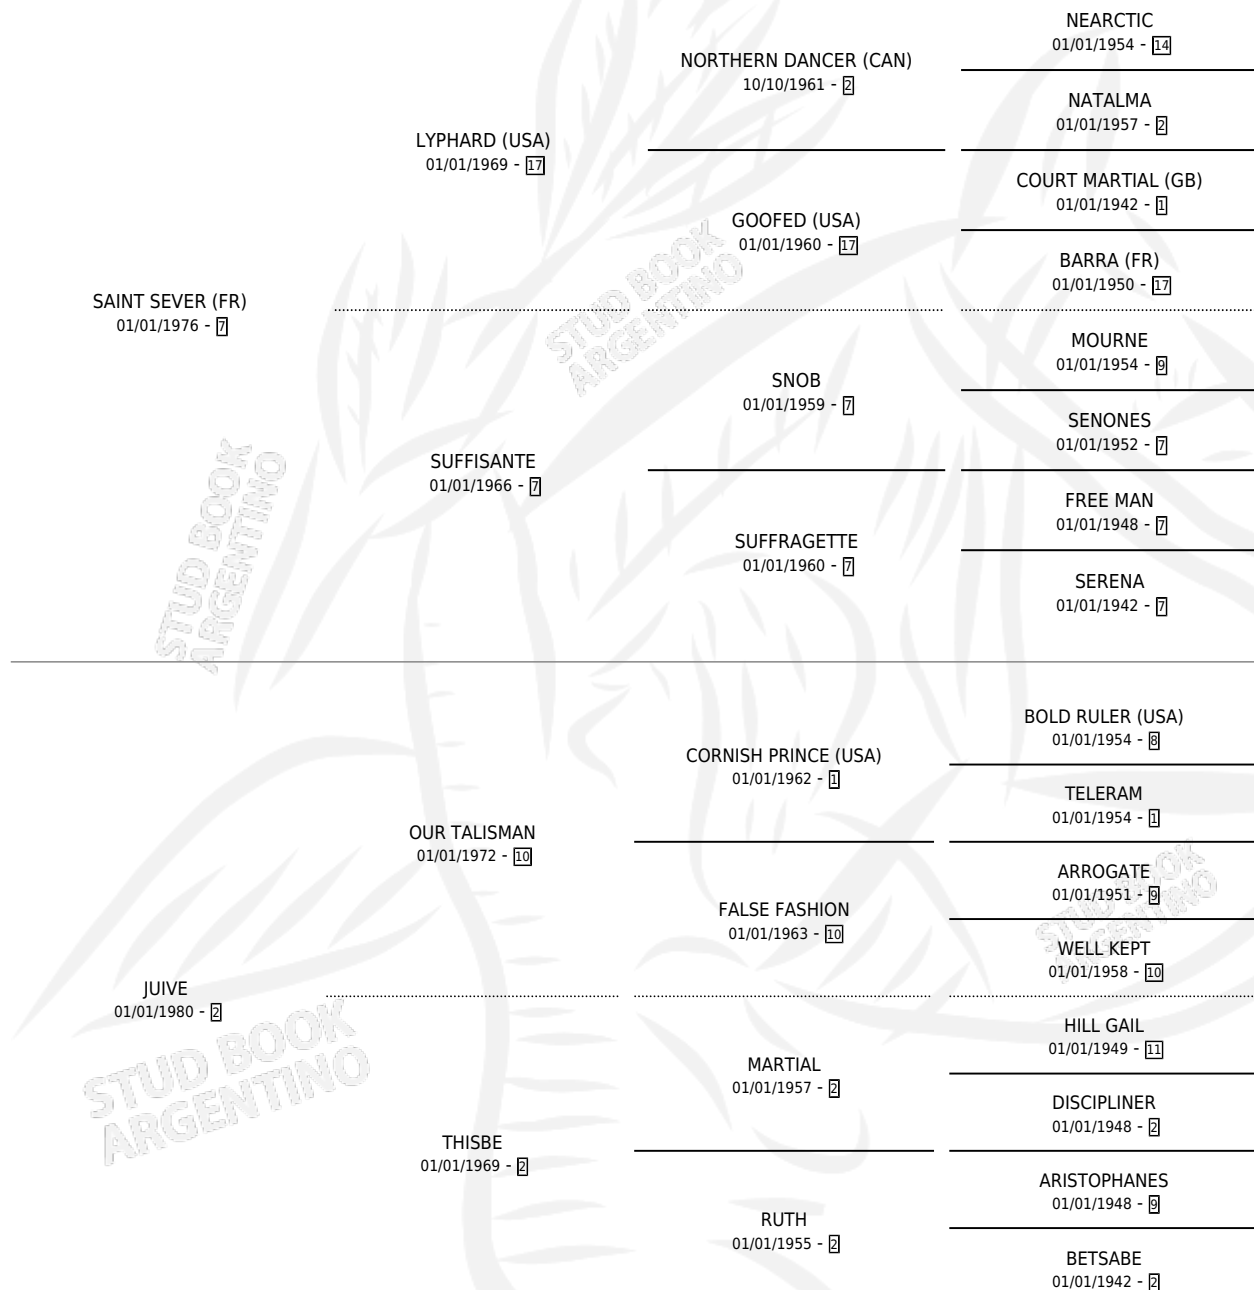 NEARCTIC
01/01/1954 - 14
NORTHERN DANCER (CAN)
10/10/1961 - 2
NATALMA
01/01/1957 - 2
LYPHARD (USA)
01/01/1969 - 17
COURT MARTIAL (GB)
01/01/1942 - 1
GOOFED (USA)
01/01/1960 - 17
BARRA (FR)
01/01/1950 - 17
SAINT SEVER (FR)
01/01/1976 - 7
STUD BOOK
ARGENTINO
MOURNE
01/01/1954 - 9
SNOB
01/01/1959 - 7
SENONES
01/01/1952 - 7
SUFFISANTE
01/01/1966 - 7
FREE MAN
01/01/1948 - 7
SUFFRAGETTE
01/01/1960 - 7
SERENA
01/01/1942 - 7
STUD BOOK
ARGENTINO
BOLD RULER (USA)
01/01/1954 - 8
CORNISH PRINCE (USA)
01/01/1962 - 1
TELERAM
01/01/1954 - 1
OUR TALISMAN
01/01/1972 - 10
ARROGATE
01/01/1951 - 9
FALSE FASHION
01/01/1963 - 10
STUD BOOK
ARGENTINO
WELL KEPT
01/01/1958 - 10
JUIVE
01/01/1980 - 2
STUD BOOK
ARGENTINO
HILL GAIL
01/01/1949 - 11
MARTIAL
01/01/1957 - 2
DISCIPLINER
01/01/1948 - 2
THISBE
01/01/1969 - 2
ARISTOPHANES
01/01/1948 - 9
RUTH
01/01/1955 - 2
BETSABE
01/01/1942 - 2